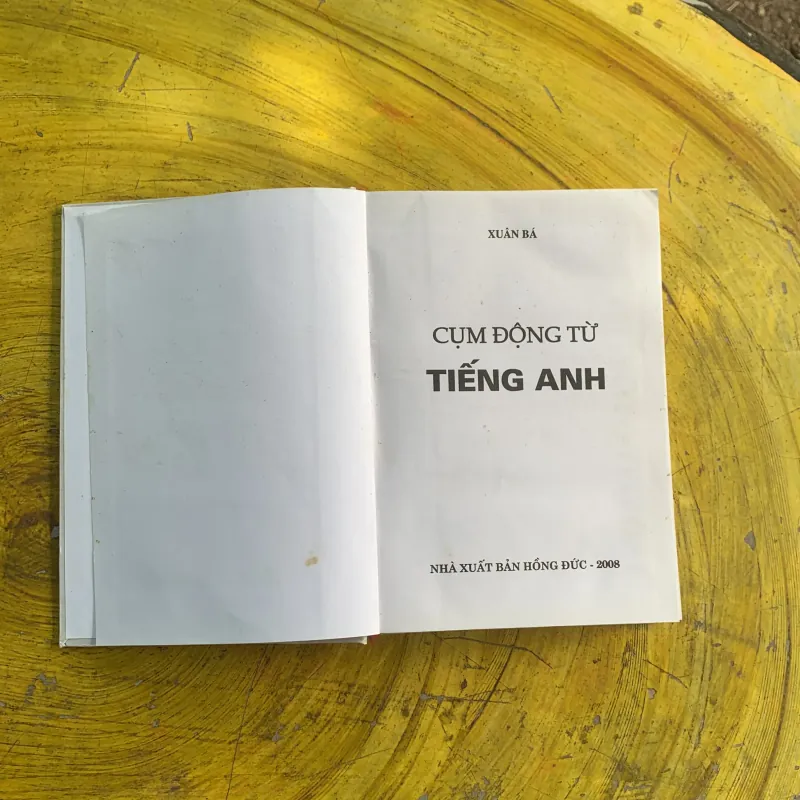 XUÂN BÁ
CỤM ĐỘNG TỪ
TIẾNG ANH
NHÀ XUẤT BẢN HỒNG ĐỨC - 2008